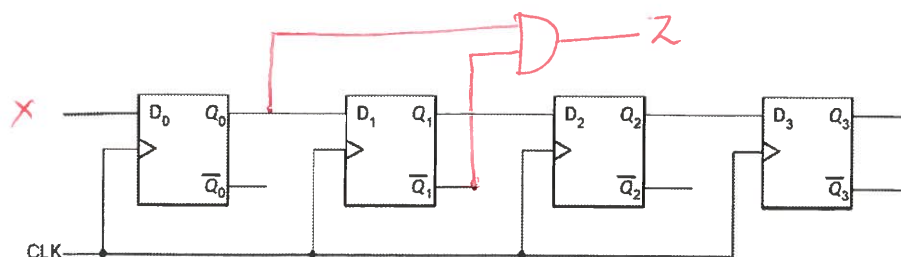 Z
X
D₀ Q₀ D₁ Q₁ D₂ Q₂ D₃ Q₃
Q̅₀ Q̅₁ Q̅₂ Q̅₃
CLK